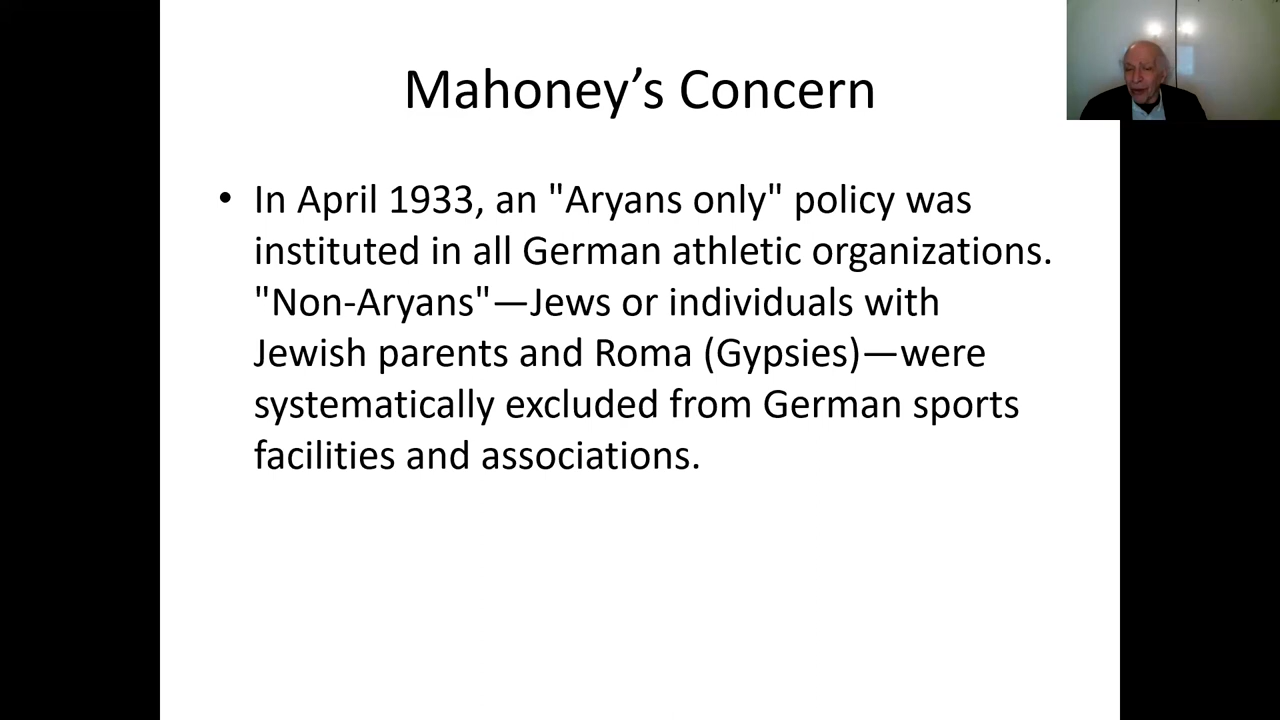 Mahoney’s Concern
• In April 1933, an "Aryans only" policy was
instituted in all German athletic organizations.
"Non-Aryans"—Jews or individuals with
Jewish parents and Roma (Gypsies)—were
systematically excluded from German sports
facilities and associations.